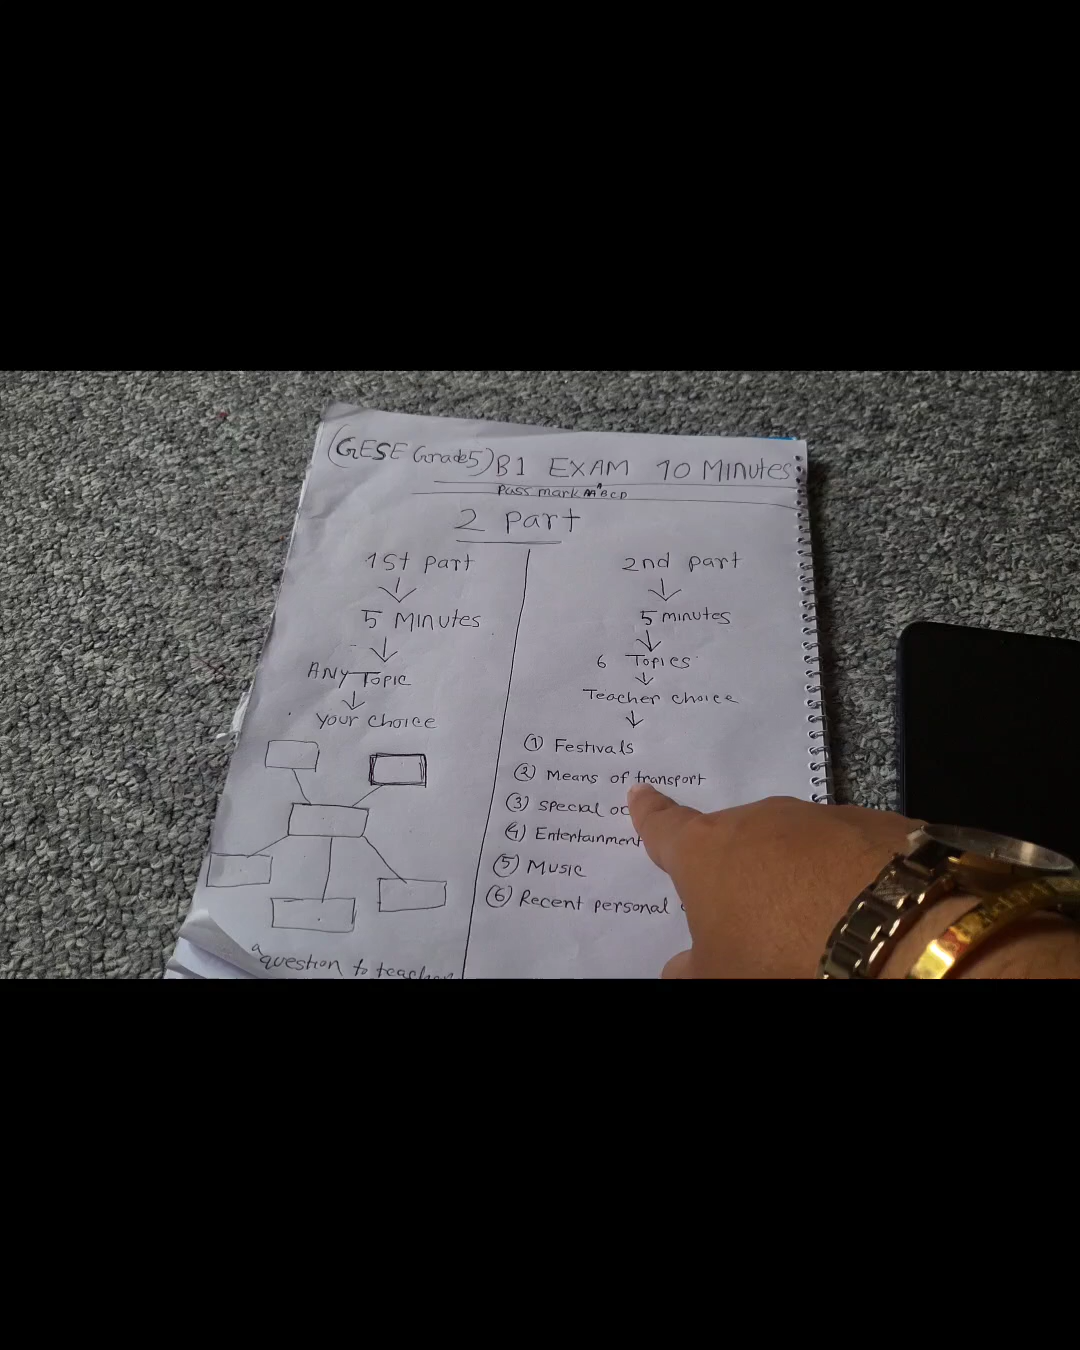 (GESE Grade5) B1 EXAM 10 Minutes
Pass mark A B C D
2 Part
1st part
5 Minutes
ANY TOPIC
your choice
a question to teacher
2nd part
5 minutes
6 Topics
Teacher choice
① Festivals
② Means of transport
③ special
④ Entertainment
⑤ Music
⑥ Recent personal